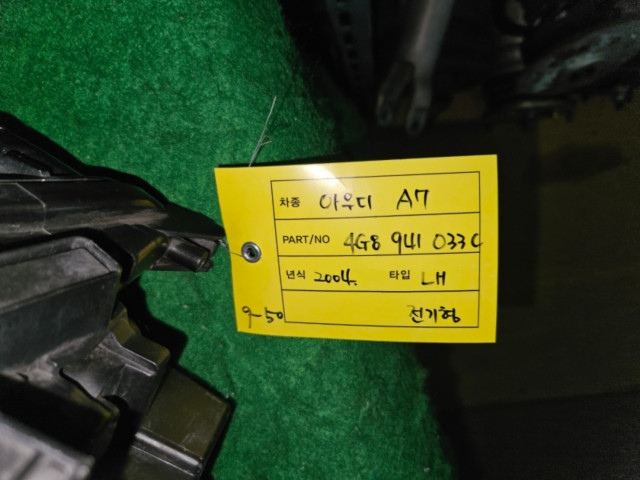 차종 아우디 A7
PART/NO 4G8 941 033C
년식 2004. 타입 LH
9-50 전기형